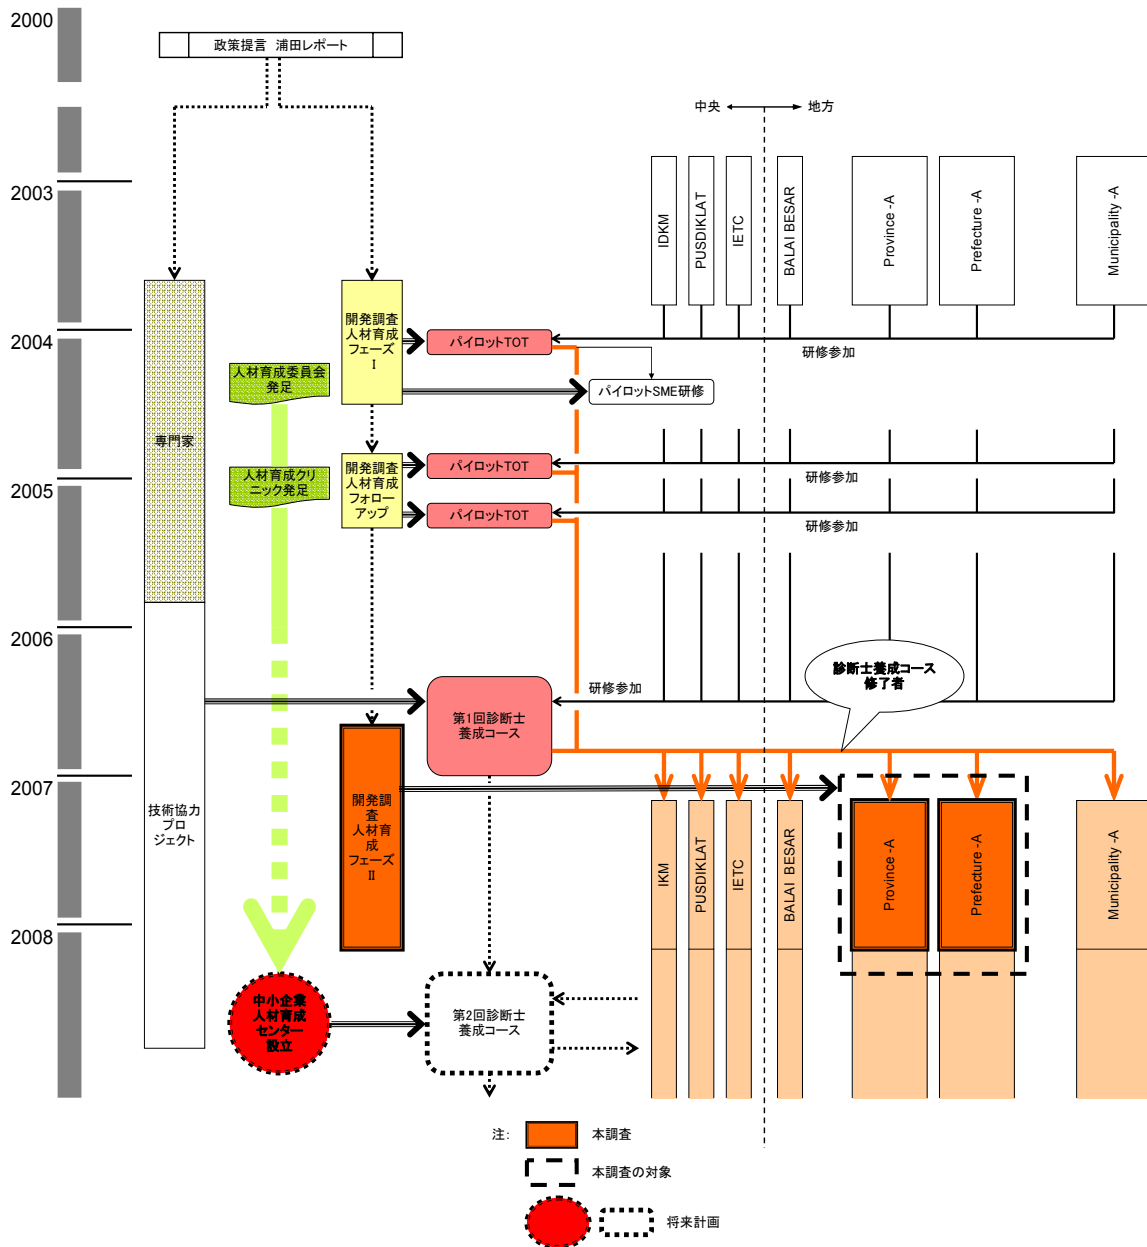 2000
政策提言 浦田レポート
中央
地方
2003
IDKM
PUSDIKLAT
IETC
BALAI BESAR
Province -A
Prefecture -A
Municipality -A
2004
開発調査
人材育成
フェーズ
I
パイロットTOT
研修参加
人材育成委員会
発足
パイロットSME研修
専門家
開発調査
人材育成
フォロー
アップ
パイロットTOT
研修参加
人材育成クリ
ニック発足
2005
パイロットTOT
研修参加
2006
診断士養成コース
修了者
研修参加
第1回診断士
養成コース
2007
技術協力
プロ
ジェクト
開発調
査
人材育
成
フェーズ
II
IKM
PUSDIKLAT
IETC
BALAI BESAR
Province -A
Prefecture -A
Municipality -A
2008
中小企業
人材育成
センター
設立
第2回診断士
養成コース
注:
本調査
本調査の対象
将来計画